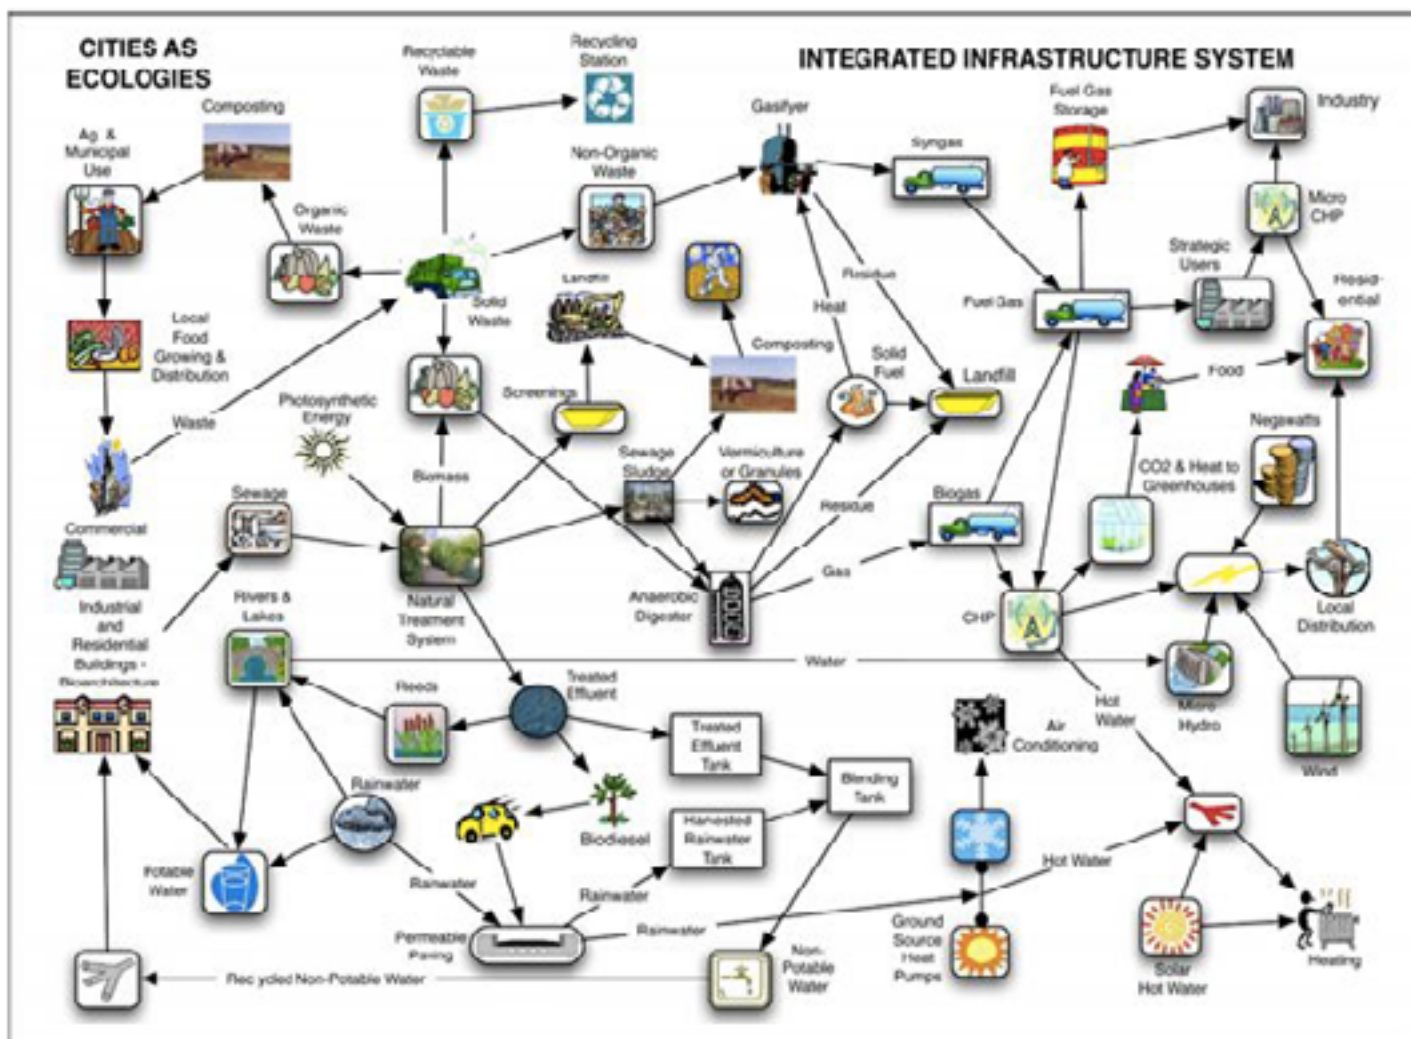 CITIES AS
ECOLOGIES
INTEGRATED INFRASTRUCTURE SYSTEM
Recyclable
Waste
Recycling
Station
Composting
Ag. &
Municipal
Use
Organic
Waste
Non-Organic
Waste
Gasifyer
Syngas
Fuel Gas
Storage
Industry
Micro
CHP
Strategic
Users
Resid-
ential
Local
Food
Growing &
Distribution
Solid
Waste
Landfill
Residue
Heat
Fuel Gas
Composting
Solid
Fuel
Landfill
Food
Waste
Photosynthetic
Energy
Screenings
Negawatts
Biomass
Sewage
Sludge
Vermiculture
or Granules
CO2 & Heat to
Greenhouses
Sewage
Residue
Biogas
Commercial
Gas
Industrial
and
Residential
Buildings -
Bioarchitecture
Rivers &
Lakes
Natural
Treatment
System
Anaerobic
Digester
CHP
Local
Distribution
Water
Reeds
Treated
Effluent
Hot
Water
Micro
Hydro
Treated
Effluent
Tank
Air
Conditioning
Wind
Rainwater
Blending
Tank
Biodiesel
Harvested
Rainwater
Tank
Potable
Water
Rainwater
Rainwater
Hot Water
Permeable
Paving
Rainwater
Ground
Source
Heat
Pumps
Non-
Potable
Water
Recycled Non-Potable Water
Solar
Hot Water
Heating